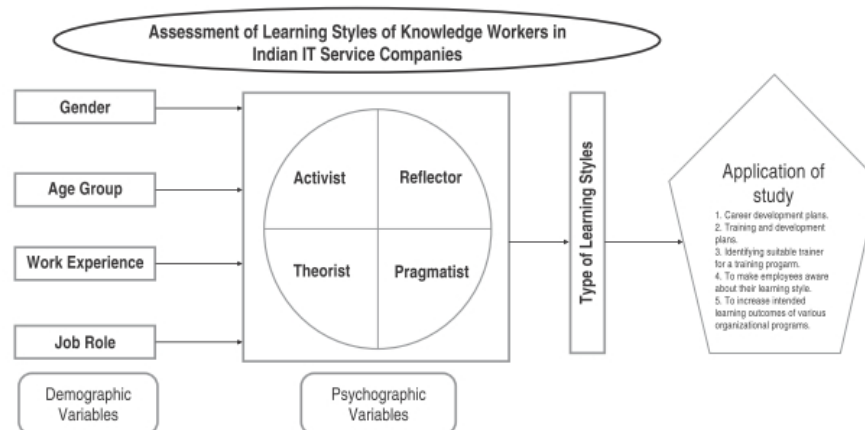 Assessment of Learning Styles of Knowledge Workers in
Indian IT Service Companies
Gender
Age Group
Work Experience
Job Role
Demographic
Variables
Activist
Reflector
Theorist
Pragmatist
Psychographic
Variables
Type of Learning Styles
Application of
study
1. Career development plans.
2. Training and development
plans.
3. Identifying suitable trainer
for a training progarm.
4. To make employees aware
about their learning style.
5. To increase intended
learning outcomes of various
organizational programs.